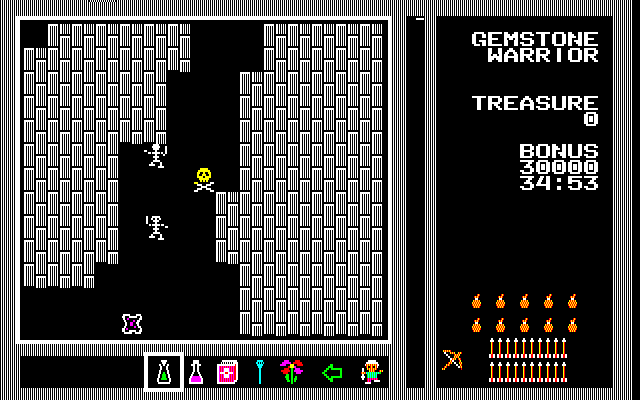 GEMSTONE
WARRIOR
TREASURE
0
BONUS
30000
34:53